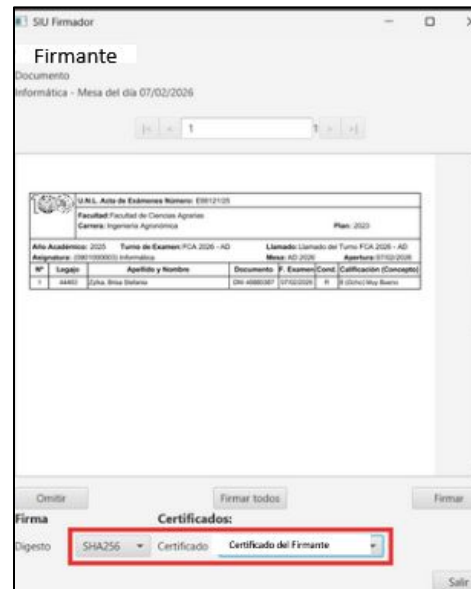 SIU Firmador
Firmante
Documento
Informática - Mesa del día 07/02/2026
|< < 1 1 > >|
U.N.L. Acta de Exámenes Número:
Facultad: Facultad de Ciencias Agrarias
Carrera: Ingeniería Agronómica Plan: 2023
Año Académico: 2025 Turno de Examen: FCA 2026 - AD Llamado: Llamado del Turno FCA 2026 - AD
Asignatura: Informática Mesa: AD 2026 Apertura: 07/02/2026
Nº Legajo Apellido y Nombre Documento F. Examen Cond. Calificación (Concepto)
1 Brisa 07/02/2026 R 8 (Ocho) Muy Bueno
Omitir Firmar todos Firmar
Firma Certificados:
Digesto SHA256 Certificado Certificado del Firmante
Salir